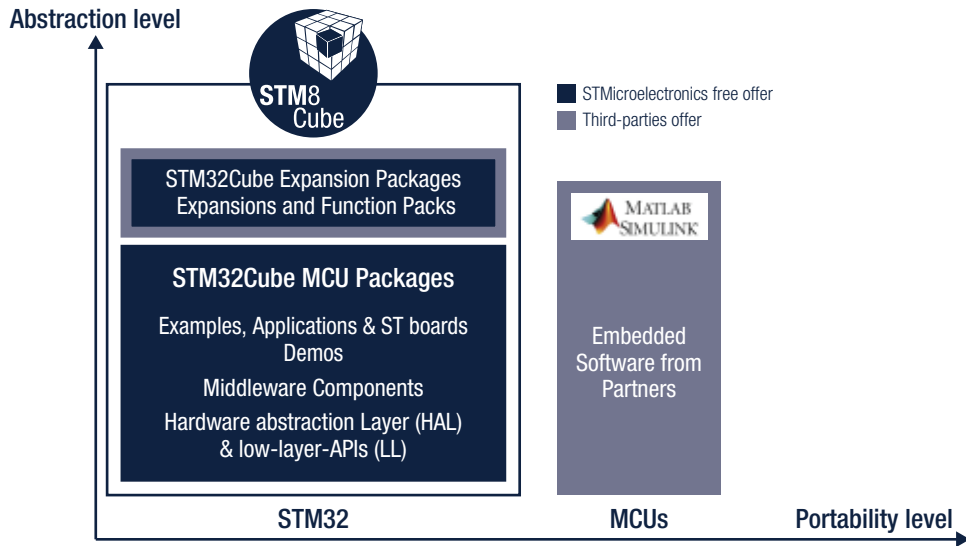 Abstraction level
STM8
Cube
STMicroelectronics free offer
Third-parties offer
STM32Cube Expansion Packages
Expansions and Function Packs
MATLAB
SIMULINK
STM32Cube MCU Packages
Examples, Applications & ST boards
Demos
Middleware Components
Hardware abstraction Layer (HAL)
& low-layer-APIs (LL)
Embedded
Software from
Partners
STM32
MCUs
Portability level